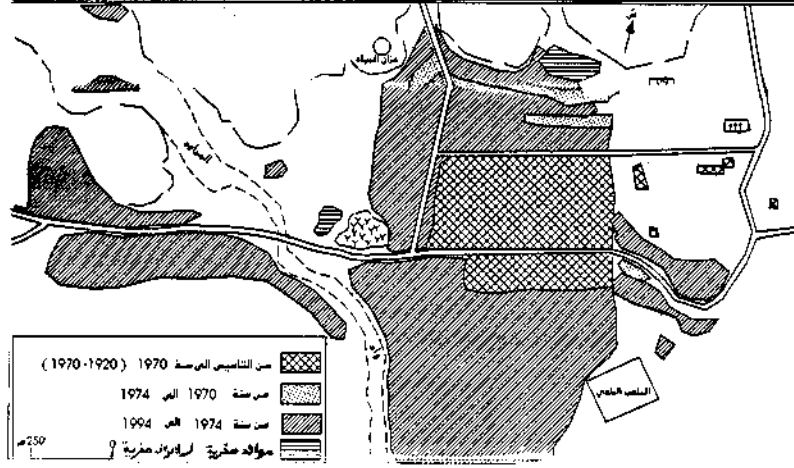 ش
خزان المياه
الملعب البلدي
من التأسيس الى سنة 1970 ( 1920-1970 )
من سنة 1970 الى 1974
من سنة 1974 الى 1994
250م 0